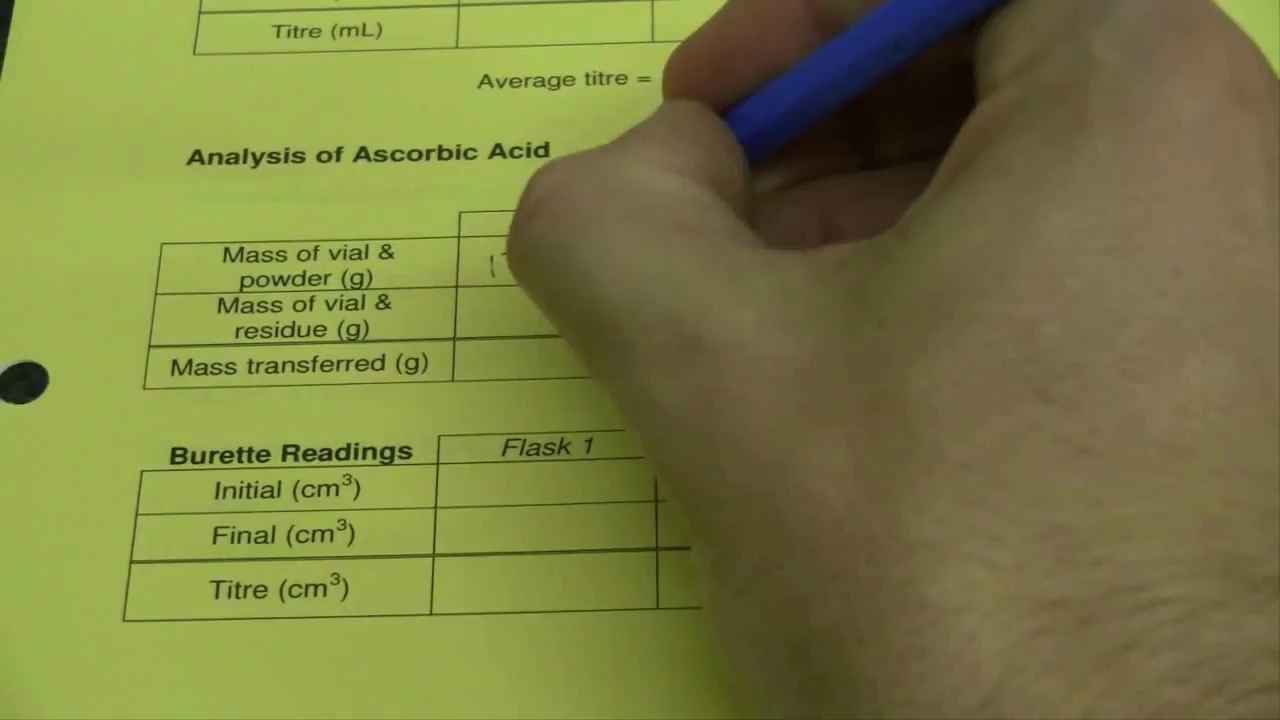 Titre (mL)
Average titre =
Analysis of Ascorbic Acid
Mass of vial &
powder (g)
Mass of vial &
residue (g)
Mass transferred (g)
Burette Readings Flask 1
Initial (cm³)
Final (cm³)
Titre (cm³)